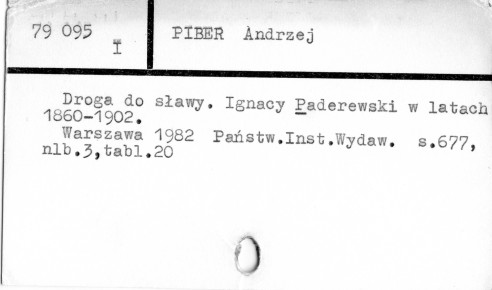 79 095
I
PIBER Andrzej
Droga do sławy. Ignacy Paderewski w latach
1860-1902.
Warszawa 1982 Państw.Inst.Wydaw. s.677,
nlb.3,tabl.20